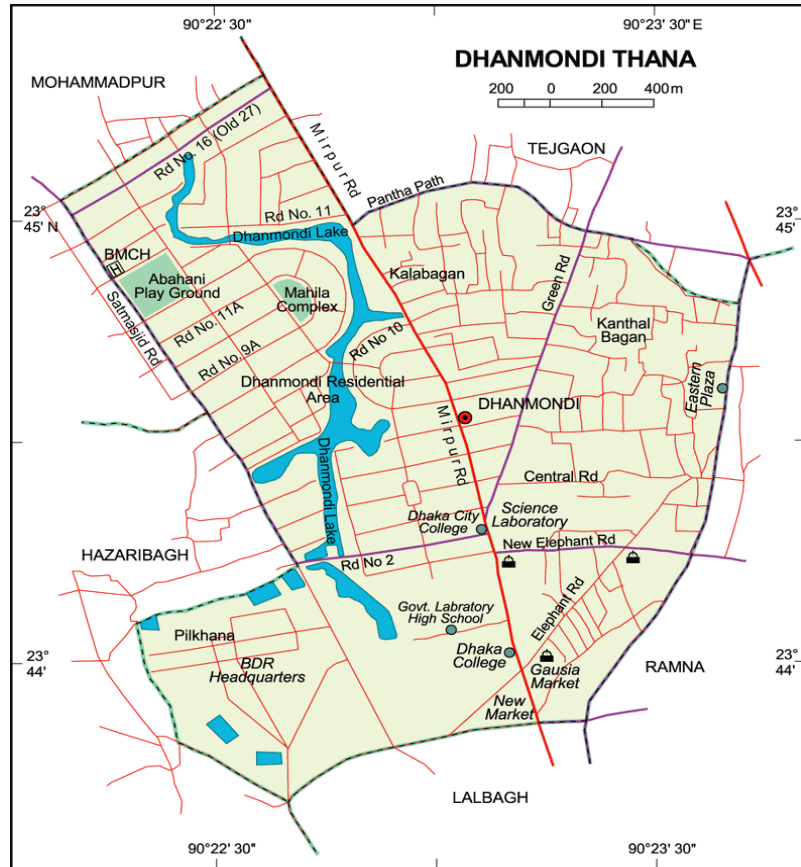 90°22' 30"
90°23' 30" E
DHANMONDI THANA
200 0 200 400 m
MOHAMMADPUR
TEJGAON
Rd No. 16 (Old 27)
Mirpur Rd
Pantha Path
23°
45' N
23°
45'
Rd No. 11
Dhanmondi Lake
BMCH
H
Abahani
Play Ground
Mahila
Complex
Kalabagan
Green Rd
Satmasjid Rd
Rd No. 11A
Rd No. 9A
Rd No 10
Kanthal
Bagan
Eastern
Plaza
Dhanmondi Residential
Area
DHANMONDI
Mirpur Rd
Dhanmondi Lake
Central Rd
Dhaka City
College
Science
Laboratory
New Elephant Rd
HAZARIBAGH
Rd No 2
Elephant Rd
Govt. Labratory
High School
Pilkhana
BDR
Headquarters
Dhaka
College
Gausia
Market
RAMNA
23°
44'
23°
44'
New
Market
LALBAGH
90°22' 30"
90°23' 30"